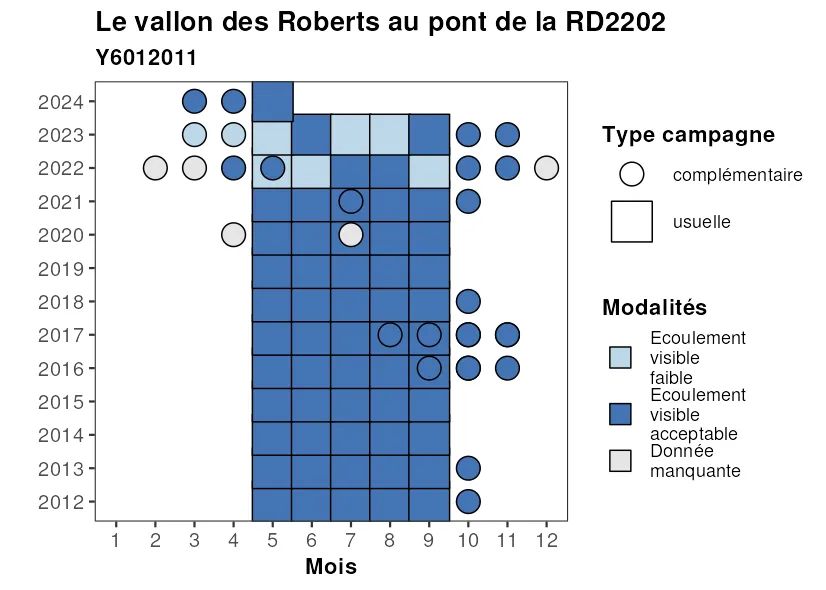 Le vallon des Roberts au pont de la RD2202
Y6012011
2024
2023
2022
2021
2020
2019
2018
2017
2016
2015
2014
2013
2012
1 2 3 4 5 6 7 8 9 10 11 12
Mois
Type campagne
complémentaire
usuelle
Modalités
Ecoulement
visible
faible
Ecoulement
visible
acceptable
Donnée
manquante